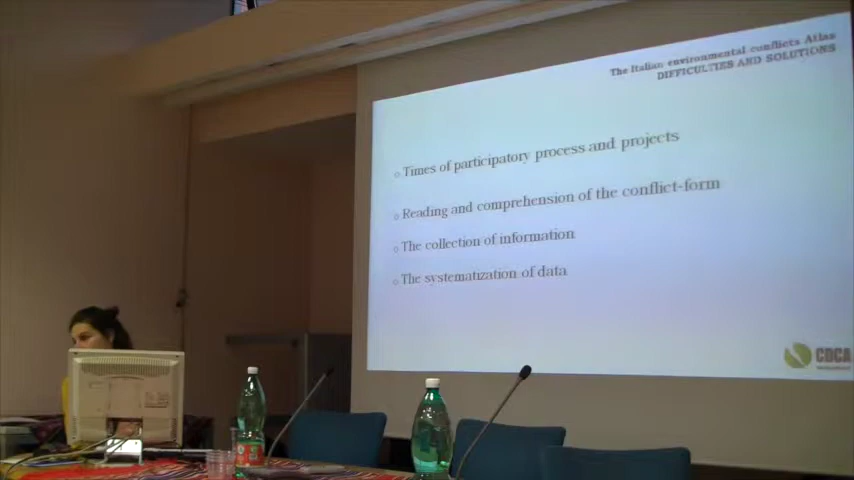 The Italian environmental conflicts Atlas
DIFFICULTIES AND SOLUTIONS
Times of participatory process and projects
Reading and comprehension of the conflict-form
The collection of information
The systematization of data
CDCA